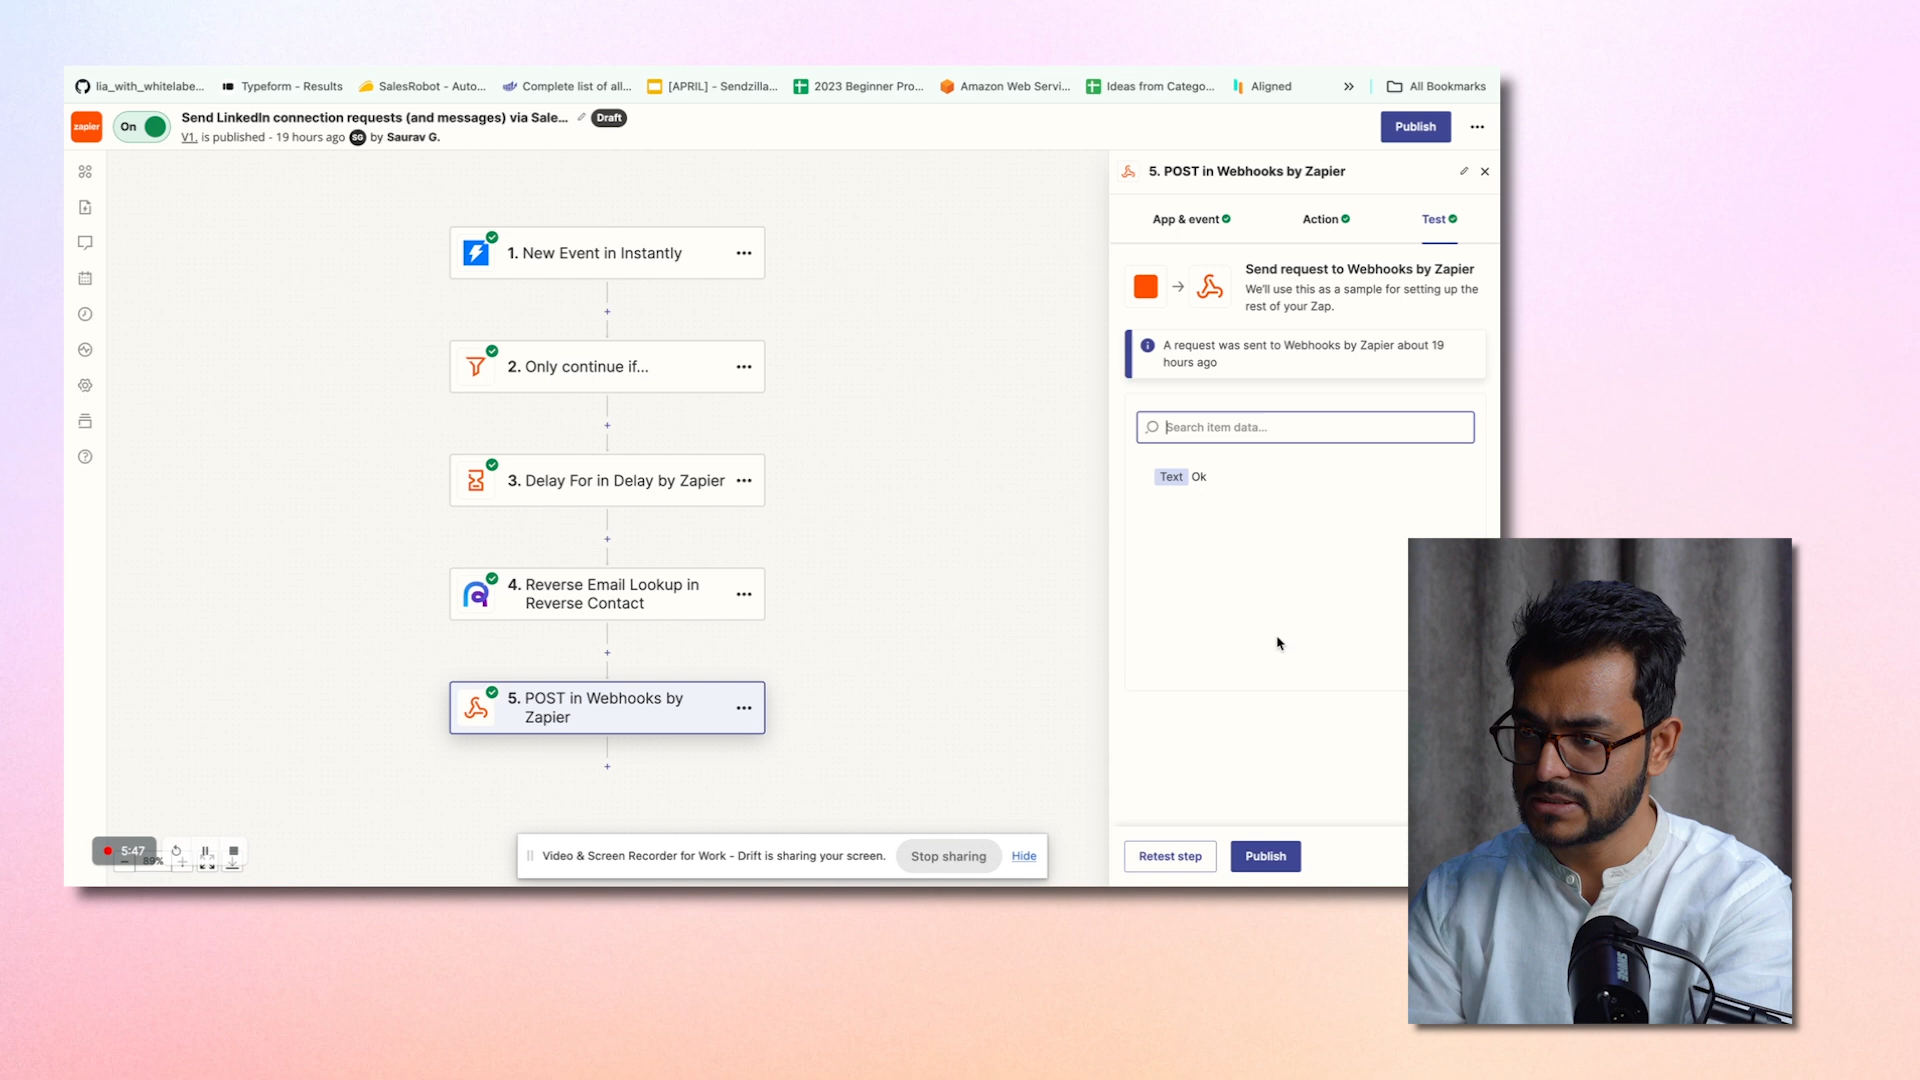 lia_with_whitelabe...
Typeform - Results
SalesRobot - Auto...
Complete list of all...
[APRIL] - Sendzilla...
2023 Beginner Pro...
Amazon Web Servi...
Ideas from Catego...
Aligned
»
All Bookmarks
zapier
On
Send LinkedIn connection requests (and messages) via Sale...
Draft
V1. is published - 19 hours ago SG by Saurav G.
Publish
1. New Event in Instantly
2. Only continue if...
3. Delay For in Delay by Zapier
4. Reverse Email Lookup in
Reverse Contact
5. POST in Webhooks by
Zapier
5. POST in Webhooks by Zapier
App & event
Action
Test
Send request to Webhooks by Zapier
We'll use this as a sample for setting up the
rest of your Zap.
A request was sent to Webhooks by Zapier about 19
hours ago
Search item data...
Text Ok
Retest step
Publish
5:47
89%
Video & Screen Recorder for Work - Drift is sharing your screen.
Stop sharing
Hide
SHURE